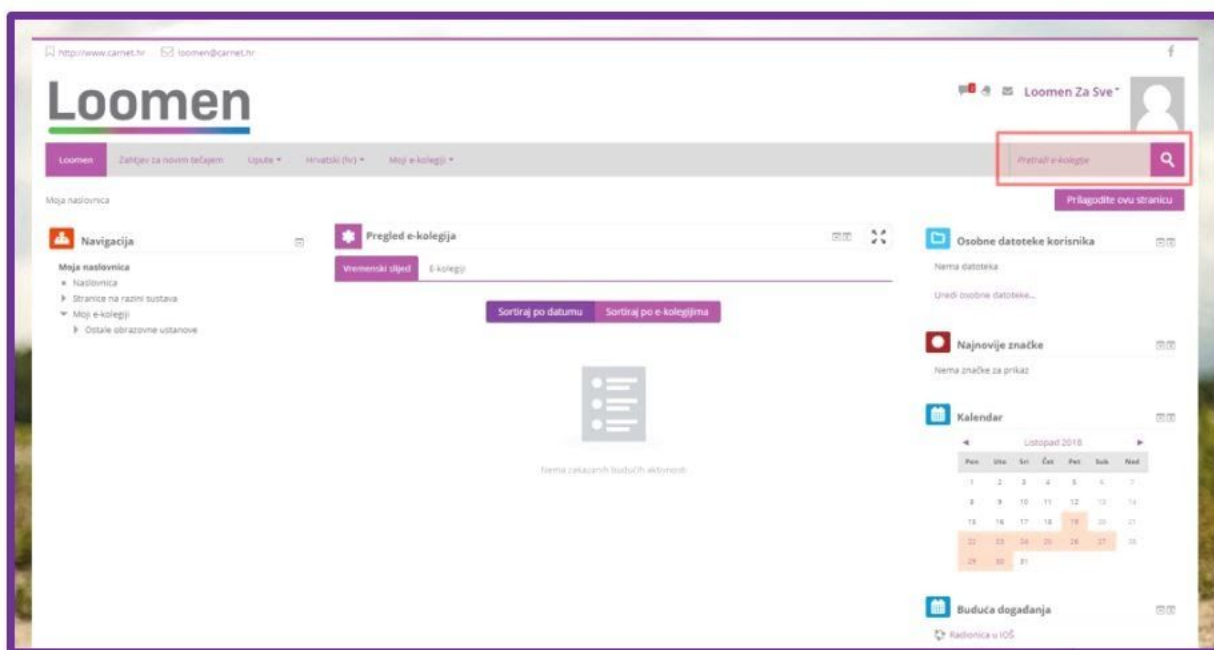 http://www.carnet.hr loomen@carnet.hr
Loomen
Loomen Za Sve
Loomen Zahtjev za novim tečajem Upute Hrvatski (hr) Moji e-kolegiji Pretraži e-kolegije
Moja naslovnica Prilagodite ovu stranicu
Navigacija
Moja naslovnica
Naslovnica
Stranice na razini sustava
Moji e-kolegiji
Ostale obrazovne ustanove
Pregled e-kolegija
Vremenski slijed E-kolegiji
Sortiraj po datumu Sortiraj po e-kolegijima
Nema zakazanih budućih aktivnosti
Osobne datoteke korisnika
Nema datoteka
Uredi osobne datoteke...
Najnovije značke
Nema značke za prikaz
Kalendar
Listopad 2018
Pon Uto Sri Čet Pet Sub Ned
1 2 3 4 5 6 7
8 9 10 11 12 13 14
15 16 17 18 19 20 21
22 23 24 25 26 27 28
29 30 31
Buduća događanja
Radionica u IOŠ